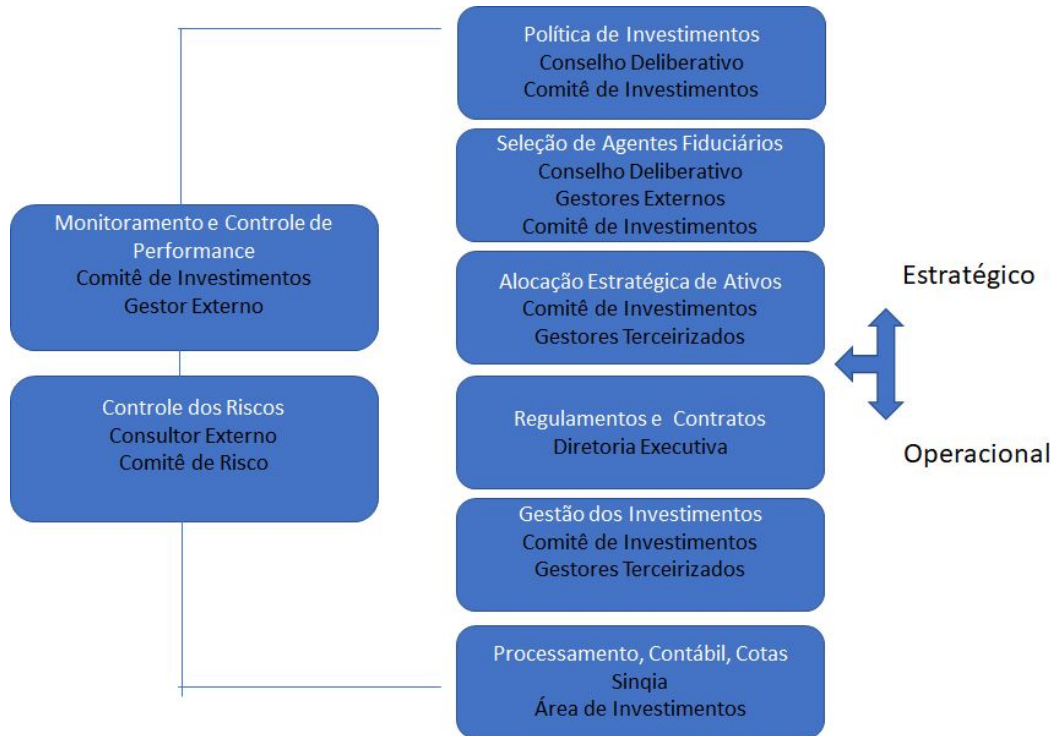 Política de Investimentos
Conselho Deliberativo
Comitê de Investimentos
Seleção de Agentes Fiduciários
Conselho Deliberativo
Gestores Externos
Comitê de Investimentos
Monitoramento e Controle de
Performance
Comitê de Investimentos
Gestor Externo
Alocação Estratégica de Ativos
Comitê de Investimentos
Gestores Terceirizados
Estratégico
Controle dos Riscos
Consultor Externo
Comitê de Risco
Regulamentos e Contratos
Diretoria Executiva
Operacional
Gestão dos Investimentos
Comitê de Investimentos
Gestores Terceirizados
Processamento, Contábil, Cotas
Sinqia
Área de Investimentos